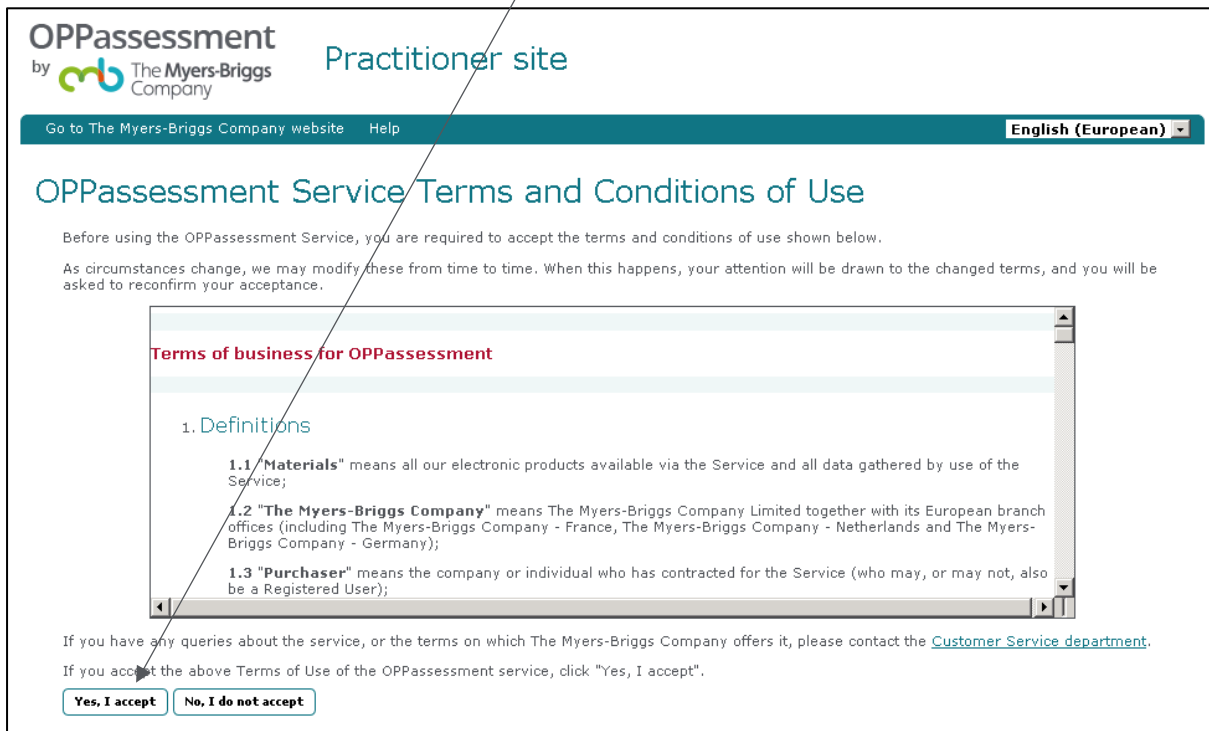 OPPassessment
by The Myers-Briggs Company
Practitioner site
Go to The Myers-Briggs Company website Help English (European)
OPPassessment Service Terms and Conditions of Use
Before using the OPPassessment Service, you are required to accept the terms and conditions of use shown below.
As circumstances change, we may modify these from time to time. When this happens, your attention will be drawn to the changed terms, and you will be
asked to reconfirm your acceptance.
Terms of business for OPPassessment
1. Definitions
1.1 "Materials" means all our electronic products available via the Service and all data gathered by use of the
Service;
1.2 "The Myers-Briggs Company" means The Myers-Briggs Company Limited together with its European branch
offices (including The Myers-Briggs Company - France, The Myers-Briggs Company - Netherlands and The Myers-
Briggs Company - Germany);
1.3 "Purchaser" means the company or individual who has contracted for the Service (who may, or may not, also
be a Registered User);
If you have any queries about the service, or the terms on which The Myers-Briggs Company offers it, please contact the Customer Service department.
If you accept the above Terms of Use of the OPPassessment service, click "Yes, I accept".
Yes, I accept No, I do not accept